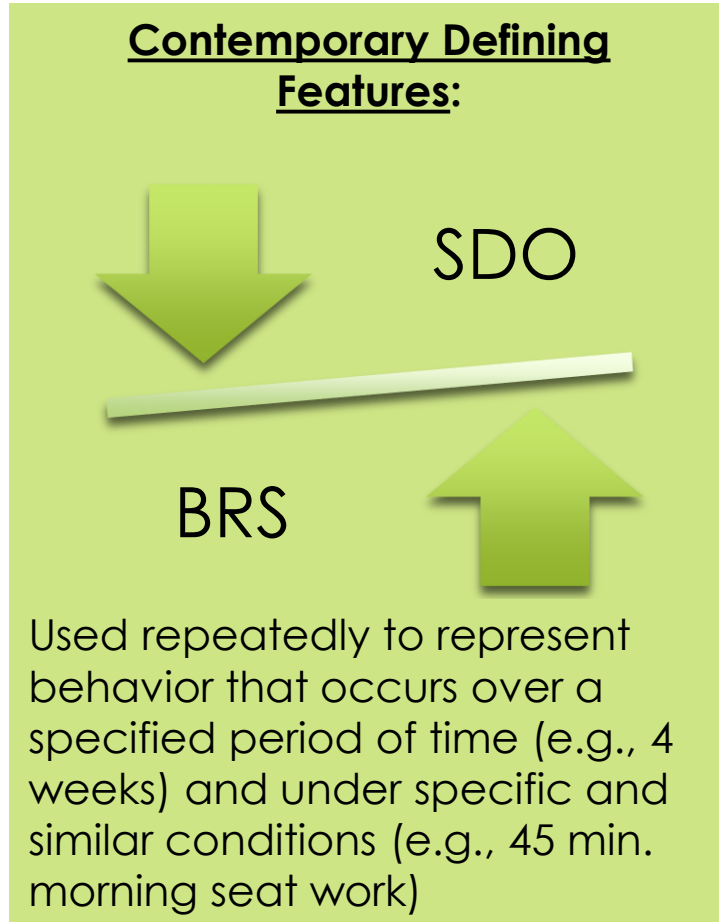 Contemporary Defining
Features:
SDO
BRS
Used repeatedly to represent
behavior that occurs over a
specified period of time (e.g., 4
weeks) and under specific and
similar conditions (e.g., 45 min.
morning seat work)